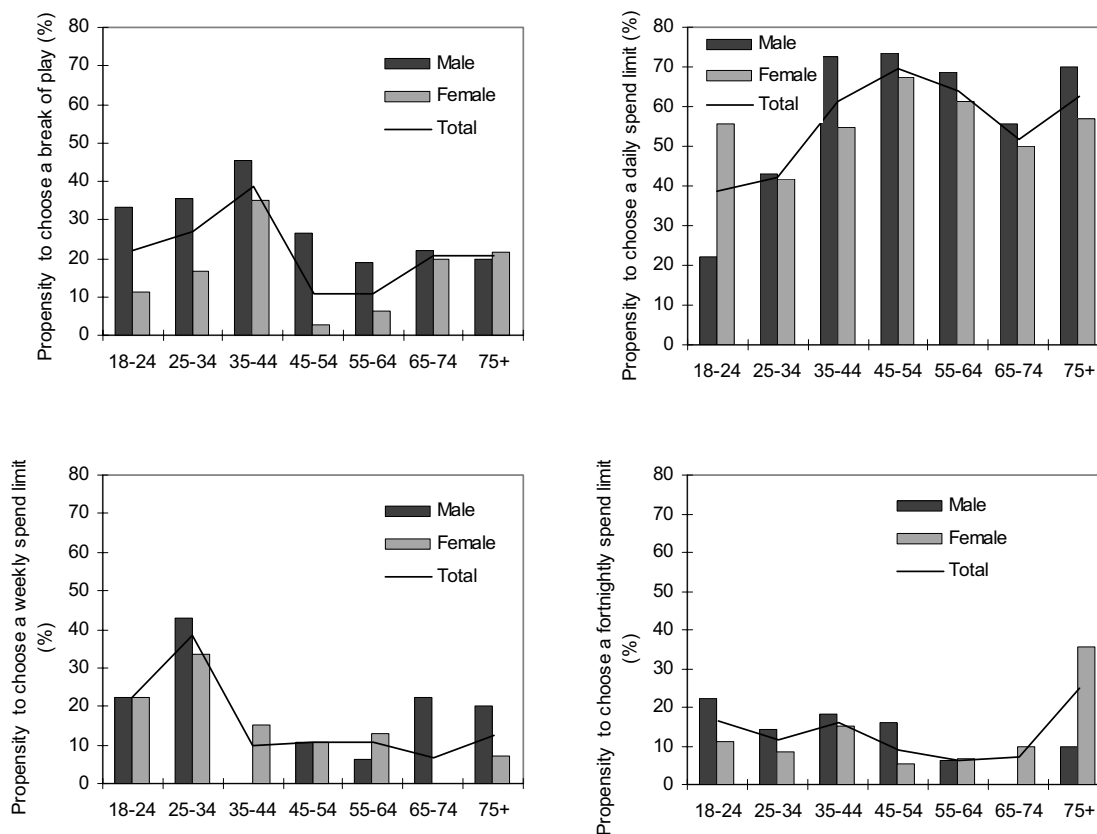 Propensity to choose a break of play (%)
80
70
60
50
40
30
20
10
0
Male
Female
Total
18-24 25-34 35-44 45-54 55-64 65-74 75+
Propensity to choose a daily spend limit (%)
80
70
60
50
40
30
20
10
0
Male
Female
Total
18-24 25-34 35-44 45-54 55-64 65-74 75+
Propensity to choose a weekly spend limit
(%)
80
70
60
50
40
30
20
10
0
Male
Female
Total
18-24 25-34 35-44 45-54 55-64 65-74 75+
Propensity to choose a fortnightly spend limit
(%)
80
70
60
50
40
30
20
10
0
Male
Female
Total
18-24 25-34 35-44 45-54 55-64 65-74 75+